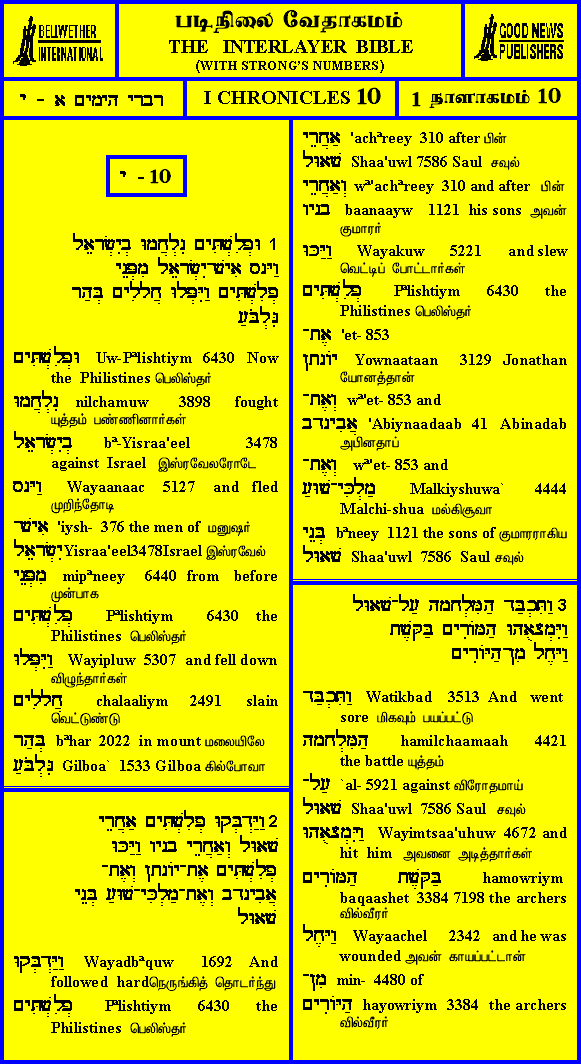 BELLWETHER
INTERNATIONAL
படிநிலை வேதாகமம்
THE INTERLAYER BIBLE
(WITH STRONG'S NUMBERS)
GOOD NEWS
PUBLISHERS
דברי הימים א - י
I CHRONICLES 10
1 நாளாகமம் 10
י - 10
1 וּפְלִשְׁתִּים נִלְחֲמוּ בְיִשְׂרָאֵל
וַיָּנָס אִישׁ־יִשְׂרָאֵל מִפְּנֵי
פְלִשְׁתִּים וַיִּפְּלוּ חֲלָלִים בְּהַר
גִּלְבֹּעַ
וּפְלִשְׁתִּים Uw-Pªlishtiym 6430 Now
the Philistines பெலிஸ்தர்
נִלְחֲמוּ nilchamuw 3898 fought
யுத்தம் பண்ணினார்கள்
בְיִשְׂרָאֵל bª-Yisraa'eel 3478
against Israel இஸ்ரவேலரோடே
וַיָּנָס Wayaanaac 5127 and fled
முறிந்தோடி
אִישׁ־ 'iysh- 376 the men of மனுஷர்
יִשְׂרָאֵל Yisraa'eel3478Israel இஸ்ரவேல்
מִפְּנֵי mipªneey 6440 from before
முன்பாக
פְלִשְׁתִּים Pªlishtiym 6430 the
Philistines பெலிஸ்தர்
וַיִּפְּלוּ Wayipluw 5307 and fell down
விழுந்தார்கள்
חֲלָלִים chalaaliym 2491 slain
வெட்டுண்டு
בְּהַר bªhar 2022 in mount மலையிலே
גִּלְבֹּעַ Gilboa` 1533 Gilboa கில்போவா
2 וַיַּדְבְּקוּ פְלִשְׁתִּים אַחֲרֵי
שָׁאוּל וְאַחֲרֵי בָנָיו וַיַּכּוּ
פְלִשְׁתִּים אֶת־יוֹנָתָן וְאֶת־
אֲבִינָדָב וְאֶת־מַלְכִּי־שׁוּעַ בְּנֵי
שָׁאוּל
וַיַּדְבְּקוּ Wayadbªquw 1692 And
followed hardநெருங்கித் தொடர்ந்து
פְלִשְׁתִּים Pªlishtiym 6430 the
Philistines பெலிஸ்தர்
אַחֲרֵי 'achªreey 310 after பின்
שָׁאוּל Shaa'uwl 7586 Saul சவுல்
וְאַחֲרֵי wª'achªreey 310 and after பின்
בָנָיו baanaayw 1121 his sons அவன்
குமாரர்
וַיַּכּוּ Wayakuw 5221 and slew
வெட்டிப் போட்டார்கள்
פְלִשְׁתִּים Pªlishtiym 6430 the
Philistines பெலிஸ்தர்
אֶת־ 'et- 853
יוֹנָתָן Yownaataan 3129 Jonathan
யோனத்தான்
וְאֶת־ wª'et- 853 and
אֲבִינָדָב 'Abiynaadaab 41 Abinadab
அபினதாப்
וְאֶת־ wª'et- 853 and
מַלְכִּי־שׁוּעַ Malkiyshuwa` 4444
Malchi-shua மல்கிசூவா
בְּנֵי bªneey 1121 the sons of குமாரராகிய
שָׁאוּל Shaa'uwl 7586 Saul சவுல்
3 וַתִּכְבַּד הַמִּלְחָמָה עַל־שָׁאוּל
וַיִּמְצָאֻהוּ הַמּוֹרִים בַּקָּשֶׁת
וַיָּחֶל מִן־הַיּוֹרִים
וַתִּכְבַּד Watikbad 3513 And went
sore மிகவும் பயப்பட்டு
הַמִּלְחָמָה hamilchaamaah 4421
the battle யுத்தம்
עַל־ `al- 5921 against விரோதமாய்
שָׁאוּל Shaa'uwl 7586 Saul சவுல்
וַיִּמְצָאֻהוּ Wayimtsaa'uhuw 4672 and
hit him அவனை அடித்தார்கள்
הַמּוֹרִים בַּקָּשֶׁת hamowriym
baqaashet 3384 7198 the archers
வில்வீரர்
וַיָּחֶל Wayaachel 2342 and he was
wounded அவன் காயப்பட்டான்
מִן־ min- 4480 of
הַיּוֹרִים hayowriym 3384 the archers
வில்வீரர்